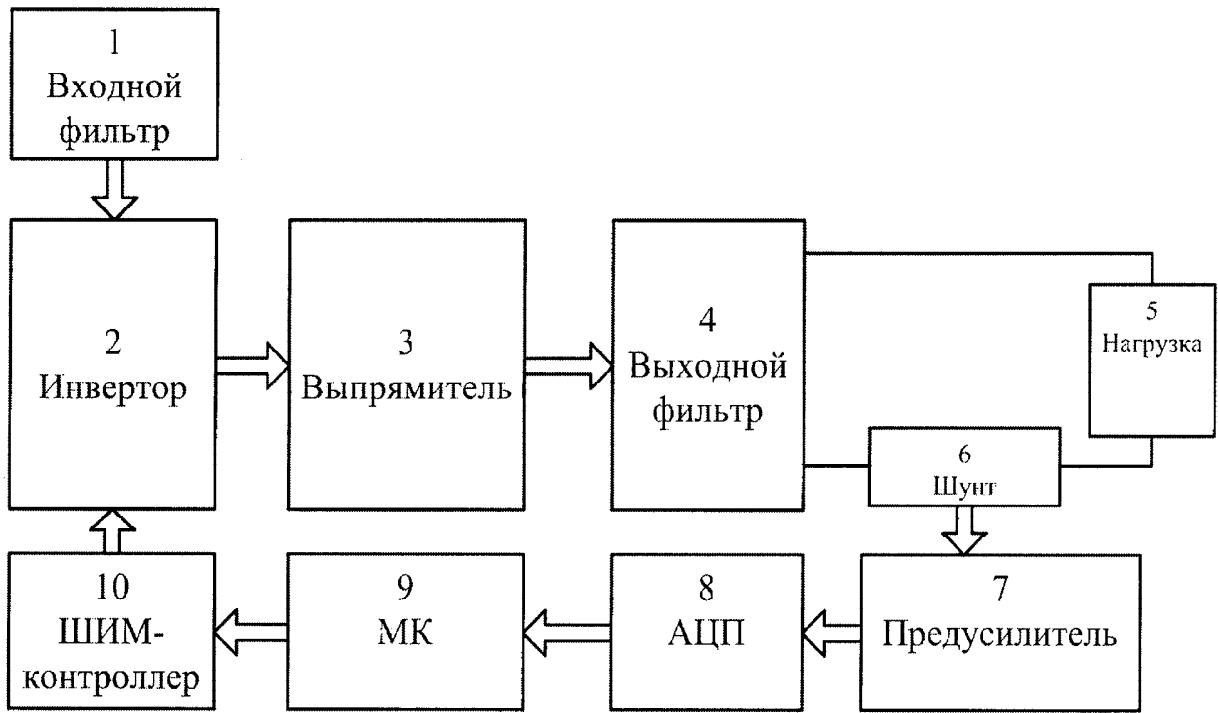 1
Входной
фильтр
2
Инвертор
3
Выпрямитель
4
Выходной
фильтр
5
Нагрузка
6
Шунт
7
Предусилитель
8
АЦП
9
МК
10
ШИМ-
контроллер